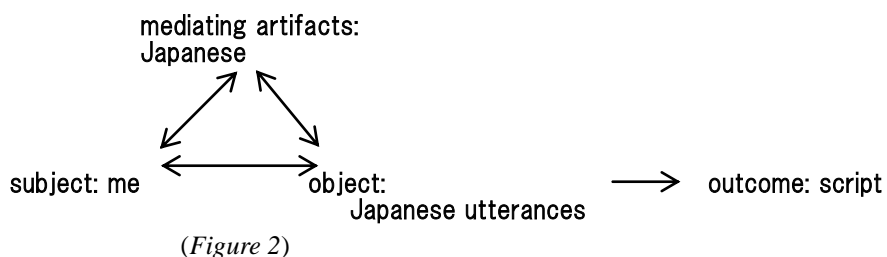 mediating artifacts:
Japanese
subject: me
object:
Japanese utterances
outcome: script
(Figure 2)